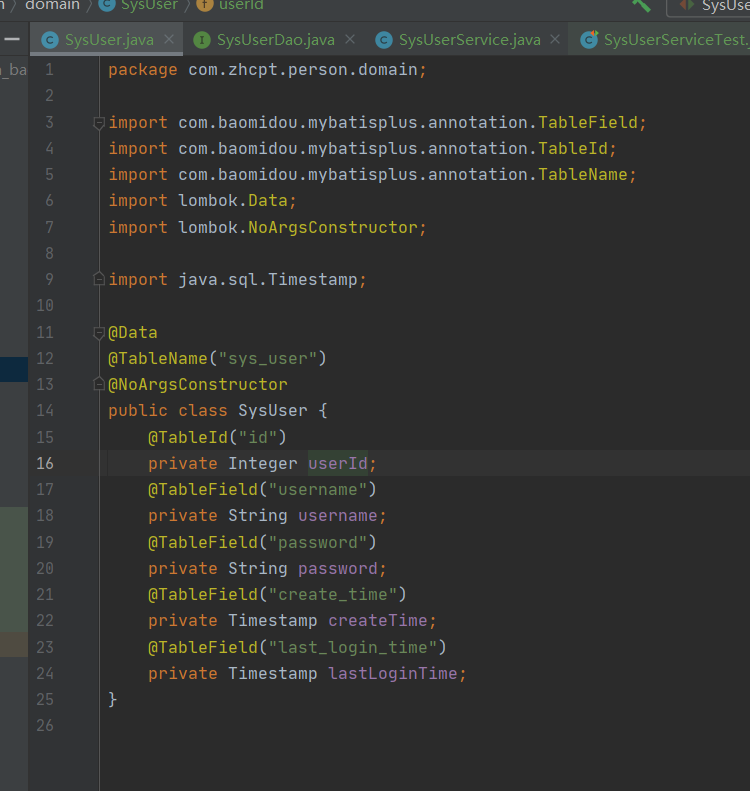 domain
SysUser
userId
SysUser.java
SysUserDao.java
SysUserService.java
SysUserServiceTest.
1 package com.zhcpt.person.domain;
2
3 import com.baomidou.mybatisplus.annotation.TableField;
4 import com.baomidou.mybatisplus.annotation.TableId;
5 import com.baomidou.mybatisplus.annotation.TableName;
6 import lombok.Data;
7 import lombok.NoArgsConstructor;
8
9 import java.sql.Timestamp;
10
11 @Data
12 @TableName("sys_user")
13 @NoArgsConstructor
14 public class SysUser {
15 @TableId("id")
16 private Integer userId;
17 @TableField("username")
18 private String username;
19 @TableField("password")
20 private String password;
21 @TableField("create_time")
22 private Timestamp createTime;
23 @TableField("last_login_time")
24 private Timestamp lastLoginTime;
25 }
26